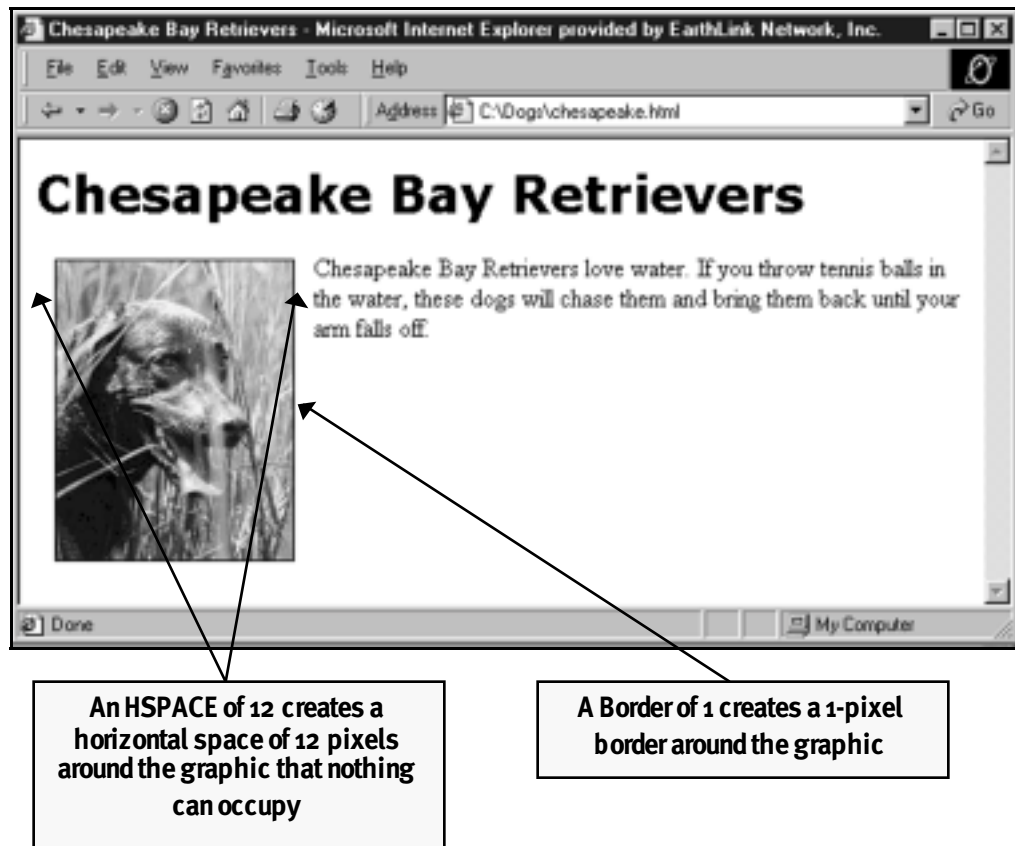 Chesapeake Bay Retrievers - Microsoft Internet Explorer provided by EarthLink Network, Inc.
File Edit View Favorites Tools Help
Address C:\Dogs\chesapeake.html Go
Chesapeake Bay Retrievers
Chesapeake Bay Retrievers love water. If you throw tennis balls in
the water, these dogs will chase them and bring them back until your
arm falls off.
Done My Computer
An HSPACE of 12 creates a
horizontal space of 12 pixels
around the graphic that nothing
can occupy
A Border of 1 creates a 1-pixel
border around the graphic